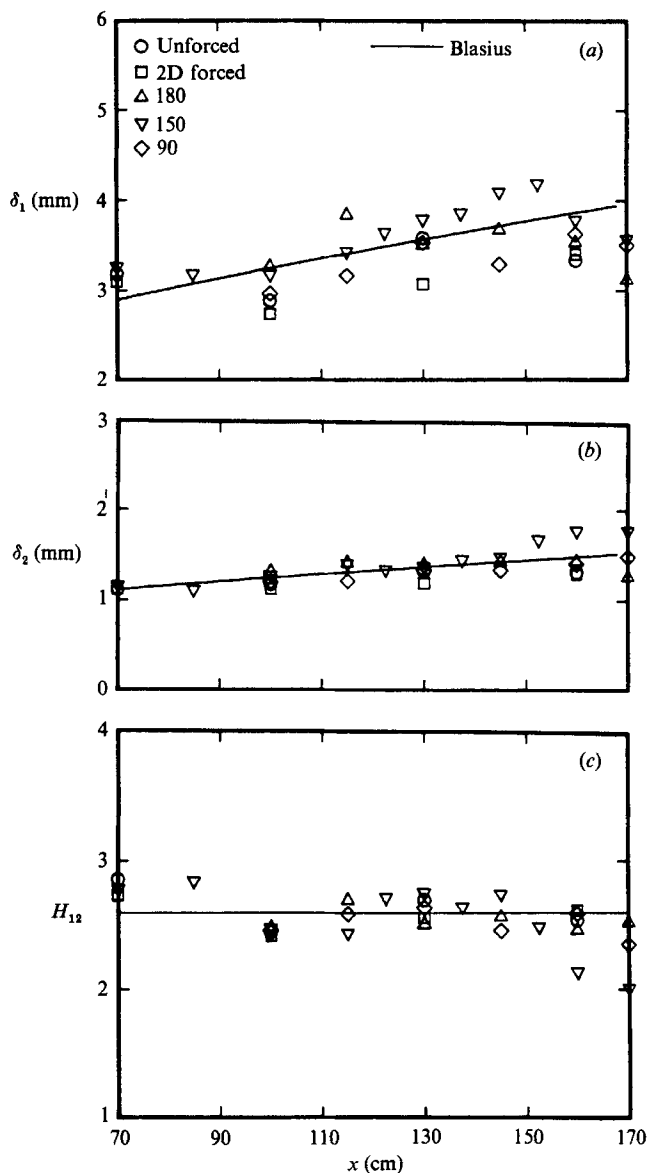 6
Unforced
Blasius
(a)
2D forced
180
5
150
90
δ₁ (mm)
4
3
2
3
(b)
2
δ₂ (mm)
1
0
4
(c)
3
H₁₂
2
1
70
90
110
130
150
170
x (cm)